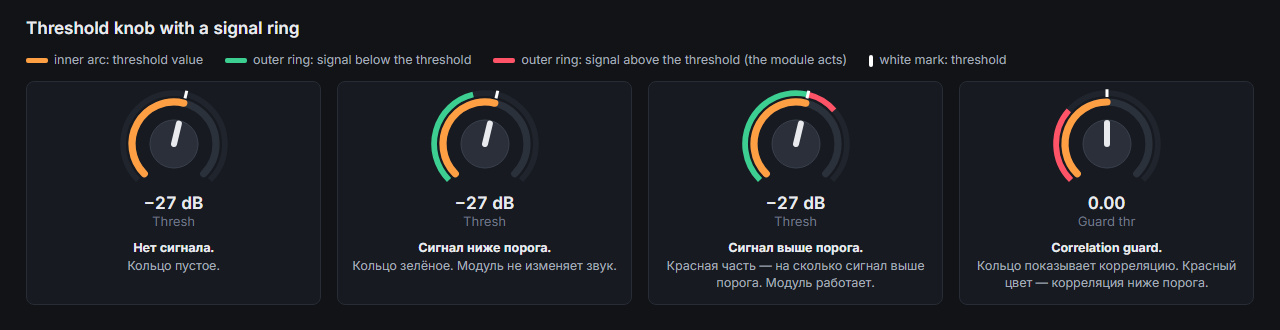 Threshold knob with a signal ring
inner arc: threshold value
outer ring: signal below the threshold
outer ring: signal above the threshold (the module acts)
white mark: threshold
−27 dB
Thresh
Нет сигнала.
Кольцо пустое.
−27 dB
Thresh
Сигнал ниже порога.
Кольцо зелёное. Модуль не изменяет звук.
−27 dB
Thresh
Сигнал выше порога.
Красная часть — на сколько сигнал выше
порога. Модуль работает.
0.00
Guard thr
Correlation guard.
Кольцо показывает корреляцию. Красный
цвет — корреляция ниже порога.